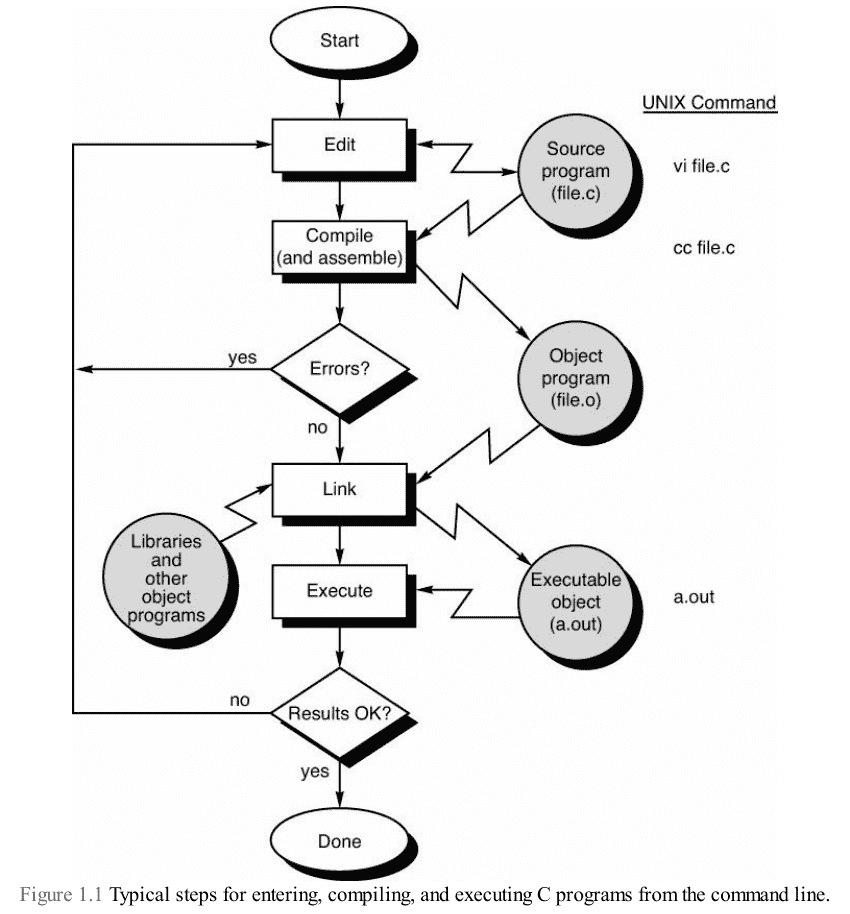 Start
UNIX Command
Edit
Source
program
(file.c)
vi file.c
Compile
(and assemble)
cc file.c
yes
Errors?
Object
program
(file.o)
no
Link
Libraries
and
other
object
programs
Execute
Executable
object
(a.out)
a.out
no
Results OK?
yes
Done
Figure 1.1 Typical steps for entering, compiling, and executing C programs from the command line.